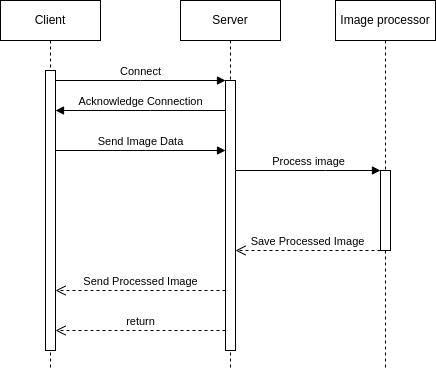 Client
Server
Image processor
Connect
Acknowledge Connection
Send Image Data
Process image
Save Processed Image
Send Processed Image
return